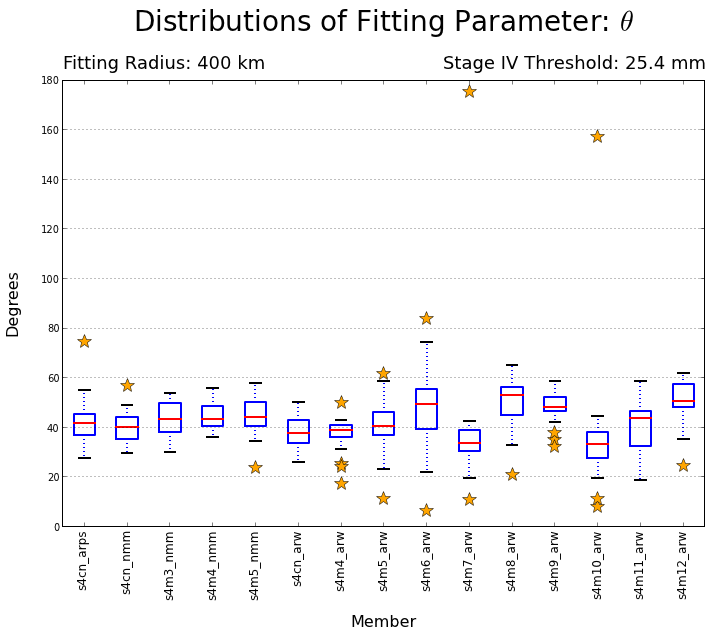 Distributions of Fitting Parameter: θ
Fitting Radius: 400 km
Stage IV Threshold: 25.4 mm
180
160
140
120
100
80
60
40
20
0
Degrees
s4cn_arps
s4cn_nmm
s4m3_nmm
s4m4_nmm
s4m5_nmm
s4cn_arw
s4m4_arw
s4m5_arw
s4m6_arw
s4m7_arw
s4m8_arw
s4m9_arw
s4m10_arw
s4m11_arw
s4m12_arw
Member